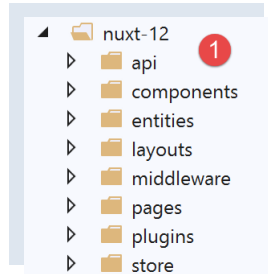 nuxt-12
1
api
components
entities
layouts
middleware
pages
plugins
store